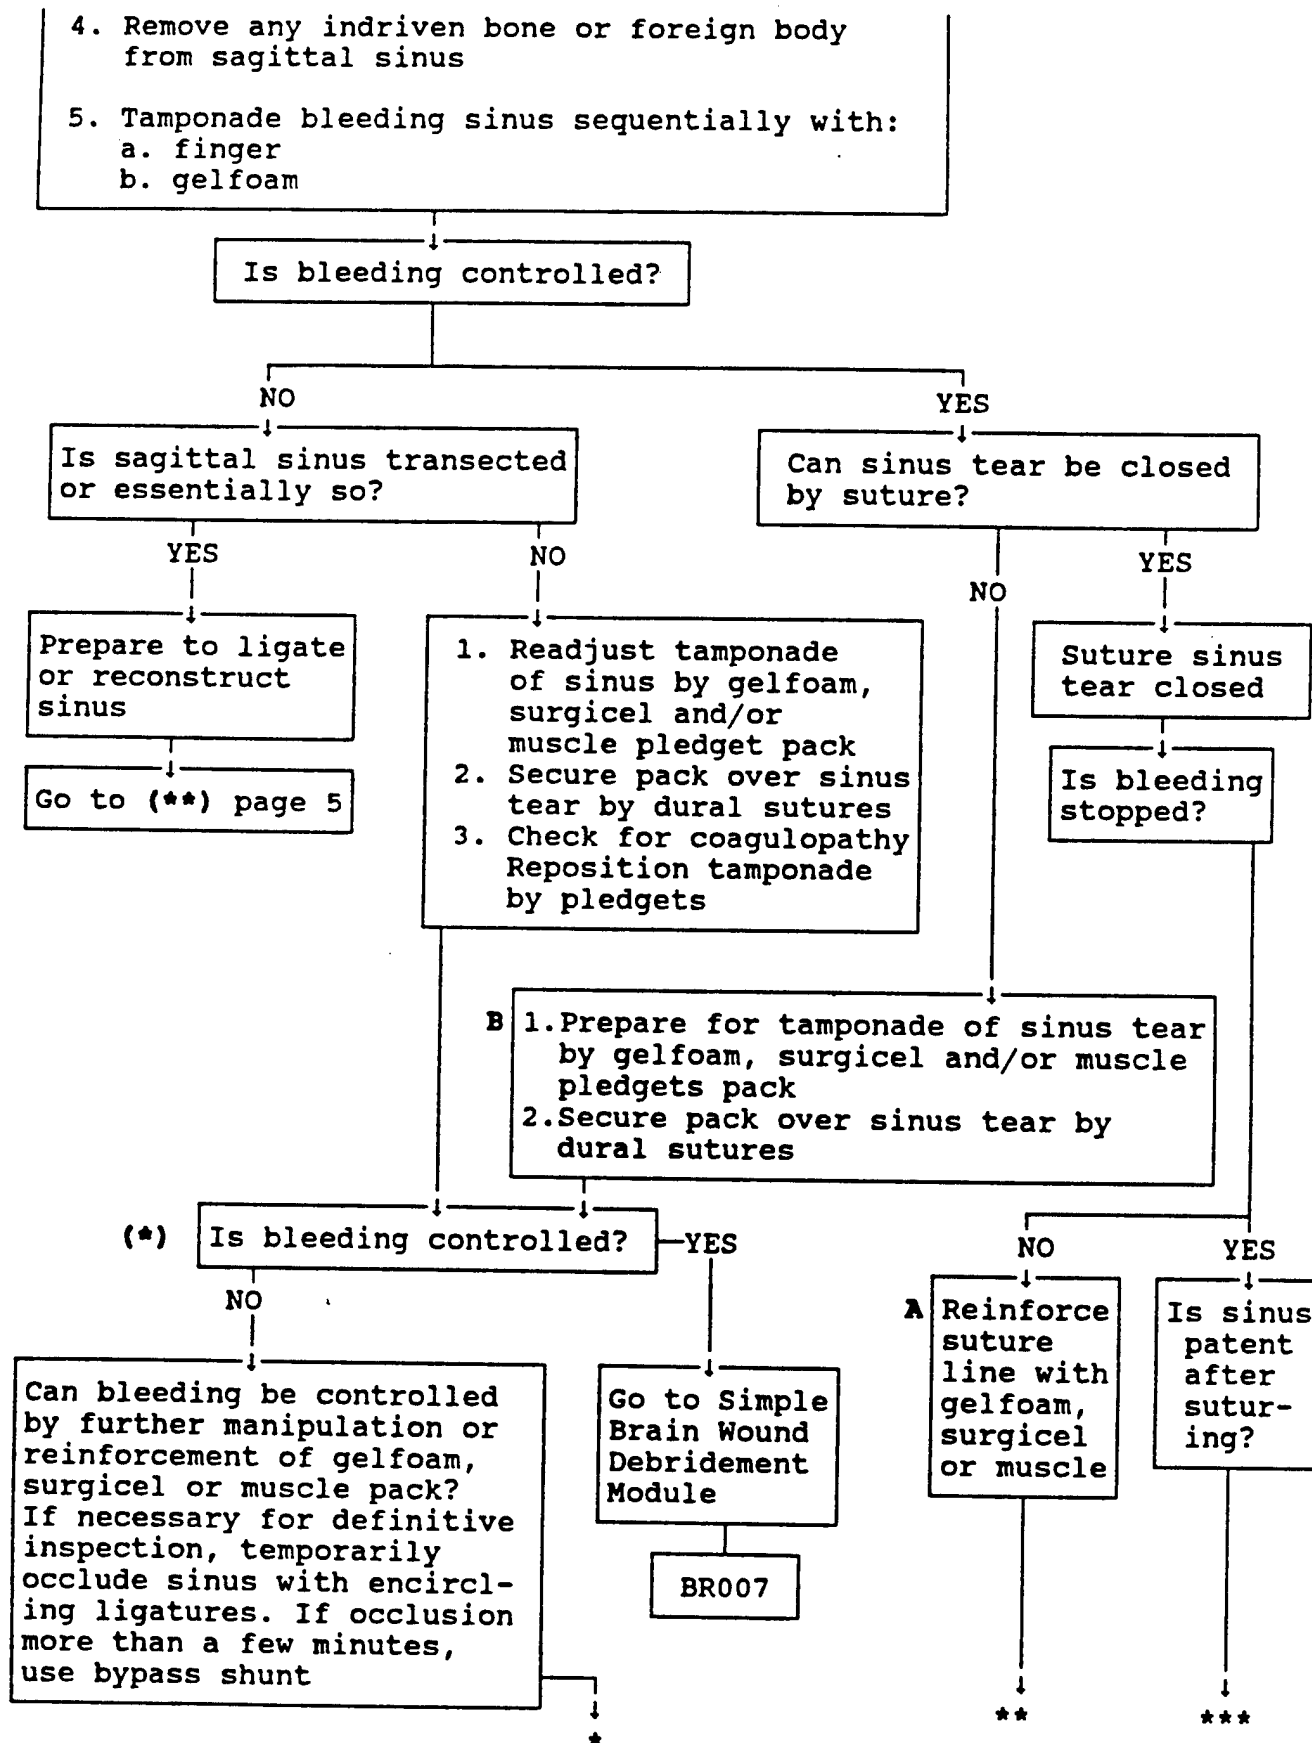 4. Remove any indriven bone or foreign body
from sagittal sinus
5. Tamponade bleeding sinus sequentially with:
a. finger
b. gelfoam
Is bleeding controlled?
NO
YES
Is sagittal sinus transected
or essentially so?
Can sinus tear be closed
by suture?
YES
NO
NO
YES
Prepare to ligate
or reconstruct
sinus
Go to (**) page 5
1. Readjust tamponade
of sinus by gelfoam,
surgicel and/or
muscle pledget pack
2. Secure pack over sinus
tear by dural sutures
3. Check for coagulopathy
Reposition tamponade
by pledgets
Suture sinus
tear closed
Is bleeding
stopped?
B 1.Prepare for tamponade of sinus tear
by gelfoam, surgicel and/or muscle
pledgets pack
2.Secure pack over sinus tear by
dural sutures
(*) Is bleeding controlled?
YES
NO
NO
YES
Can bleeding be controlled
by further manipulation or
reinforcement of gelfoam,
surgicel or muscle pack?
If necessary for definitive
inspection, temporarily
occlude sinus with encircl-
ing ligatures. If occlusion
more than a few minutes,
use bypass shunt
*
Go to Simple
Brain Wound
Debridement
Module
BR007
A Reinforce
suture
line with
gelfoam,
surgicel
or muscle
**
Is sinus
patent
after
sutur-
ing?
***